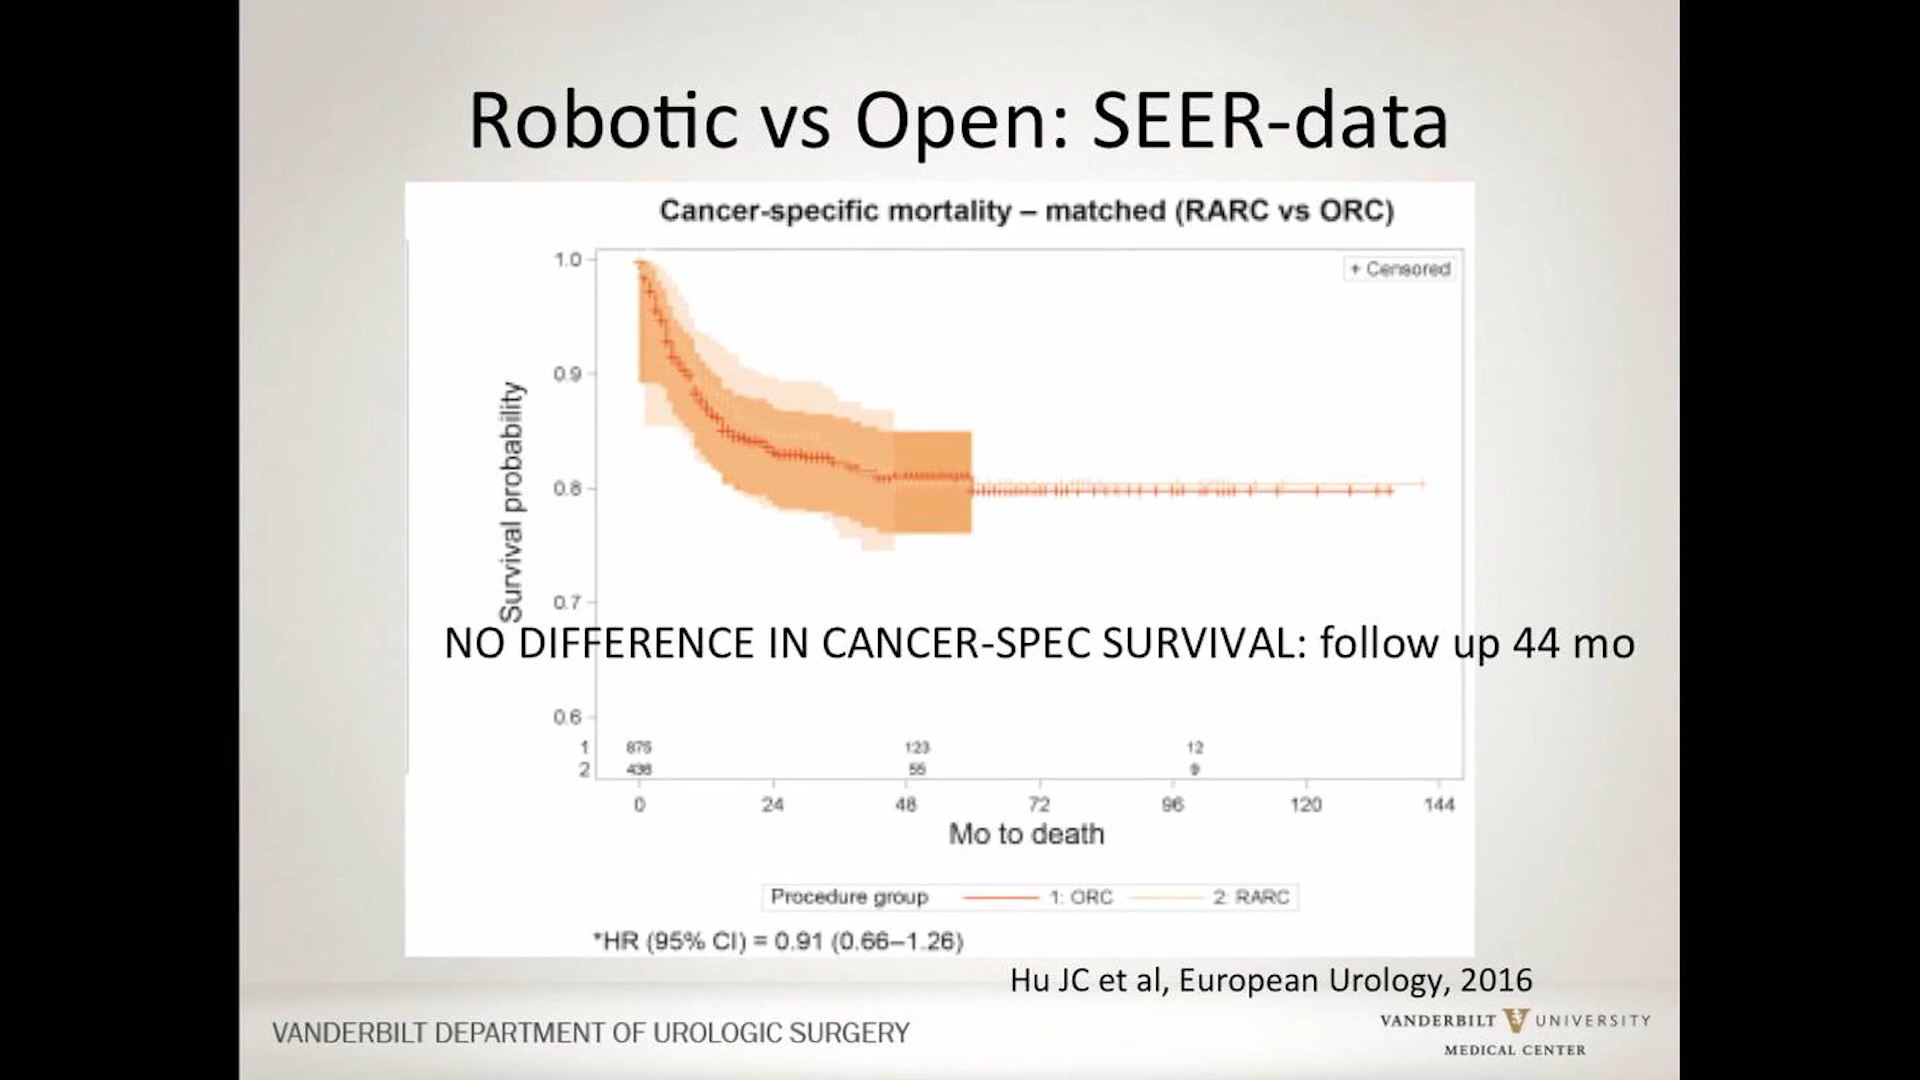 Robotic vs Open: SEER-data
Cancer-specific mortality – matched (RARC vs ORC)
+ Censored
1.0
0.9
0.8
0.7
0.6
Survival probability
NO DIFFERENCE IN CANCER-SPEC SURVIVAL: follow up 44 mo
1 875 123 12
2 436 55 9
0 24 48 72 96 120 144
Mo to death
Procedure group 1: ORC 2: RARC
*HR (95% CI) = 0.91 (0.66–1.26)
Hu JC et al, European Urology, 2016
VANDERBILT DEPARTMENT OF UROLOGIC SURGERY
VANDERBILT V UNIVERSITY
MEDICAL CENTER